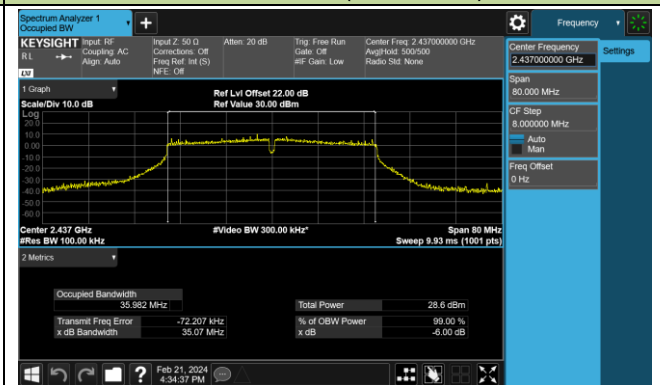 Spectrum Analyzer 1
Occupied BW
+
Frequency
KEYSIGHT
Input: RF
Coupling: AC
Align: Auto
Input Z: 50 Ω
Corrections: Off
Freq Ref: Int (S)
NFE: Off
Atten: 20 dB
Trig: Free Run
Gate: Off
#IF Gain: Low
Center Freq: 2.437000000 GHz
Avg|Hold: 500/500
Radio Std: None
R L
LXI
Center Frequency
2.437000000 GHz
Settings
Span
80.000 MHz
CF Step
8.000000 MHz
Auto
Man
Freq Offset
0 Hz
1 Graph
Scale/Div 10.0 dB
Ref Lvl Offset 22.00 dB
Ref Value 30.00 dBm
Log
20.0
10.0
0.00
-10.0
-20.0
-30.0
-40.0
-50.0
-60.0
Center 2.437 GHz
#Res BW 100.00 kHz
#Video BW 300.00 kHz*
Span 80 MHz
Sweep 9.93 ms (1001 pts)
2 Metrics
Occupied Bandwidth
35.982 MHz
Total Power 28.6 dBm
Transmit Freq Error -72.207 kHz
% of OBW Power 99.00 %
x dB Bandwidth 35.07 MHz
x dB -6.00 dB
?
Feb 21, 2024
4:34:37 PM